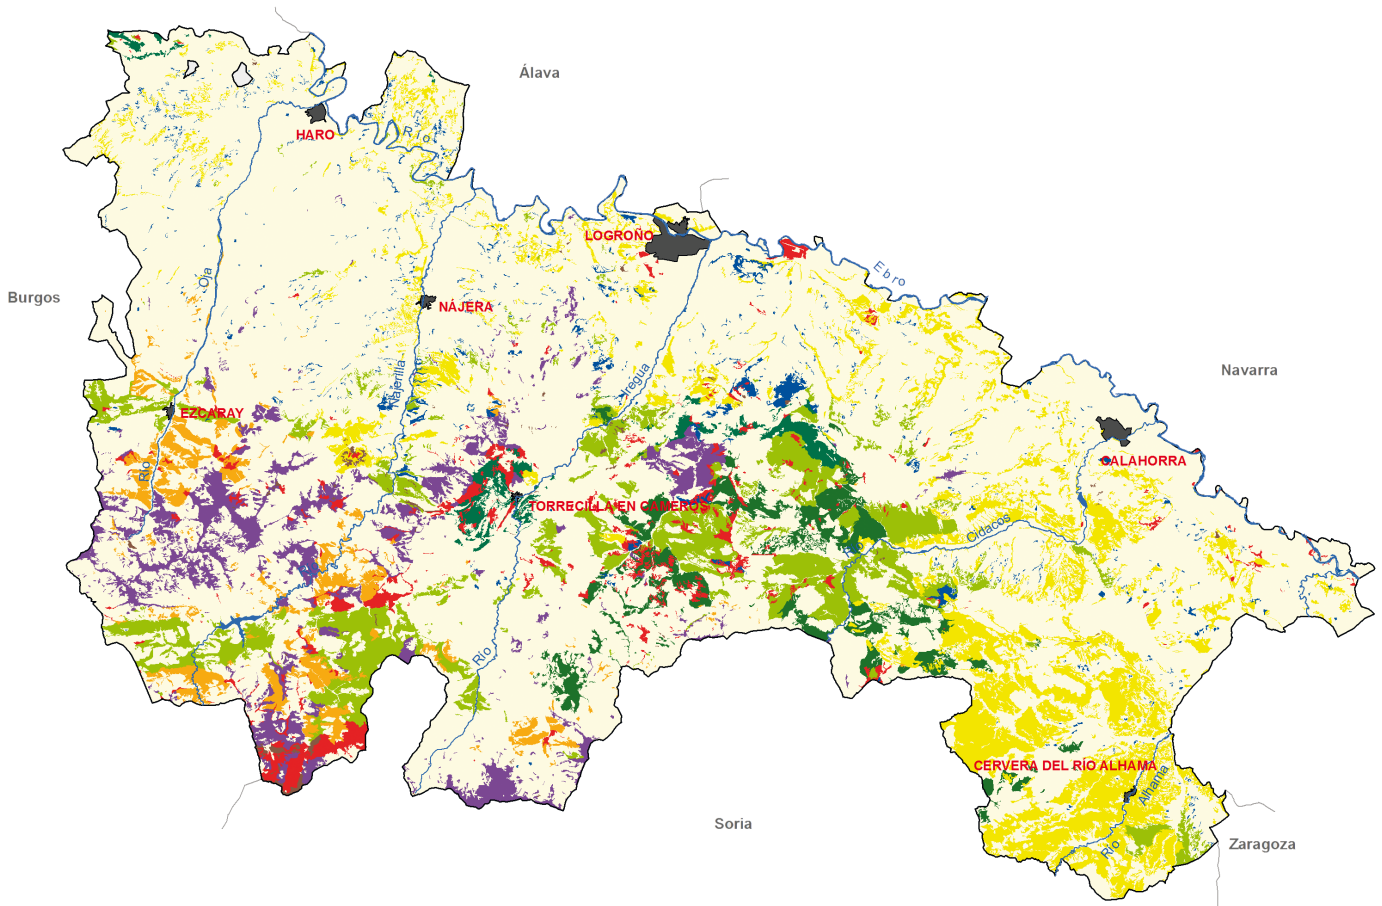 Álava
HARO
Río
LOGROÑO
Ebro
Oja
Burgos
NÁJERA
Navarra
Najerilla
Iregua
EZCARAY
CALAHORRA
Río
TORRECILLA EN CAMEROS
Cidacos
Río
CERVERA DEL RÍO ALHAMA
Alhama
Soria
Río
Zaragoza